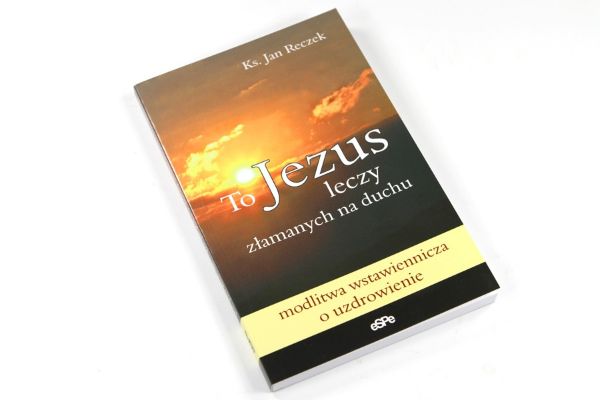 Ks. Jan Reczek
To Jezus
leczy
złamanych na duchu
modlitwa wstawiennicza
o uzdrowienie
eSPe